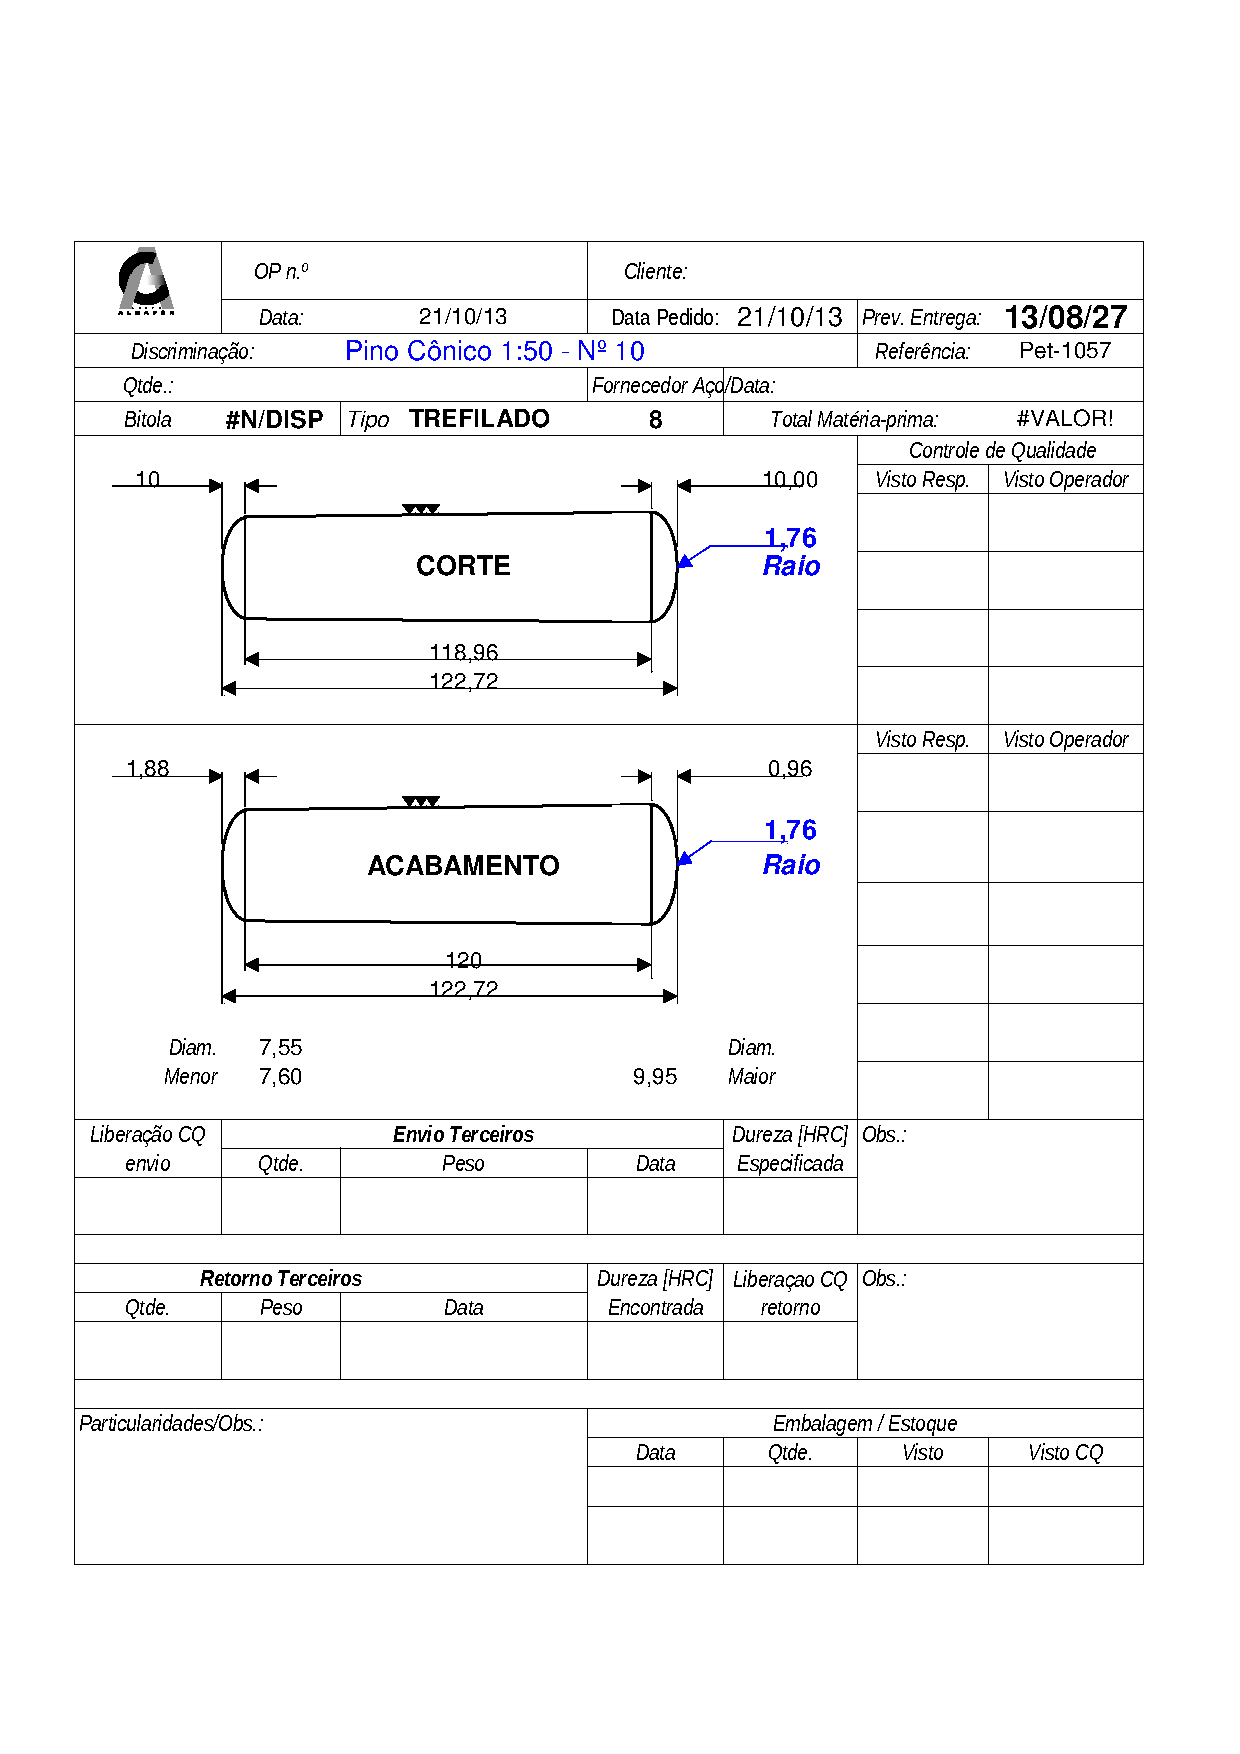 ALMAFER
OP n.º Cliente:
Data: 21/10/13 Data Pedido: 21/10/13 Prev. Entrega: 13/08/27
Discriminação: Pino Cônico 1:50 - Nº 10 Referência: Pet-1057
Qtde.: Fornecedor Aço/Data:
Bitola #N/DISP Tipo TREFILADO 8 Total Matéria-prima: #VALOR!
Controle de Qualidade
10 10,00 Visto Resp. Visto Operador
1,76
CORTE Raio
118,96
122,72
Visto Resp. Visto Operador
1,88 0,96
1,76
ACABAMENTO Raio
120
122,72
Diam. 7,55 Diam.
Menor 7,60 9,95 Maior
Liberação CQ Envio Terceiros Dureza [HRC] Obs.:
envio Qtde. Peso Data Especificada
Retorno Terceiros Dureza [HRC] Liberaçao CQ Obs.:
Qtde. Peso Data Encontrada retorno
Particularidades/Obs.: Embalagem / Estoque
Data Qtde. Visto Visto CQ